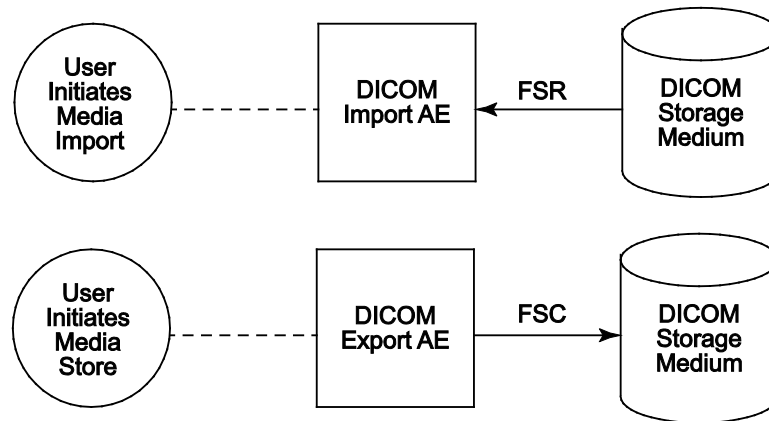 User
Initiates
Media
Import
DICOM
Import AE
FSR
DICOM
Storage
Medium
User
Initiates
Media
Store
DICOM
Export AE
FSC
DICOM
Storage
Medium